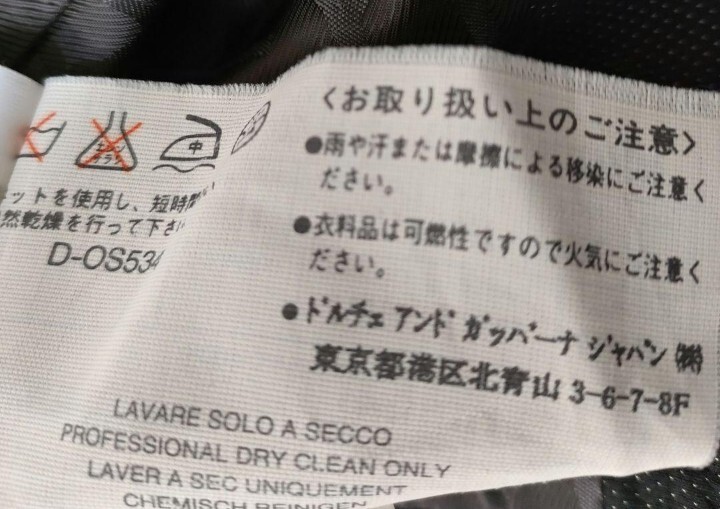 〈お取り扱い上のご注意〉
●雨や汗または摩擦による移染にご注意く
ださい。
●衣料品は可燃性ですので火気にご注意く
ださい。
●ドルチェ アンド ガッバーナ ジャパン ㈱
東京都港区北青山 3-6-7-8F
中
ットを使用し、短時間
然乾燥を行って下さい
D-OS534
LAVARE SOLO A SECCO
PROFESSIONAL DRY CLEAN ONLY
LAVER A SEC UNIQUEMENT
CHEMISCH REINIGEN